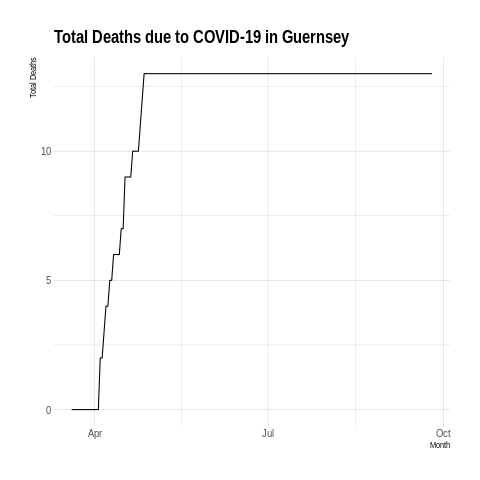 Total Deaths due to COVID-19 in Guernsey
Total Deaths
10
5
0
Apr
Jul
Oct
Month